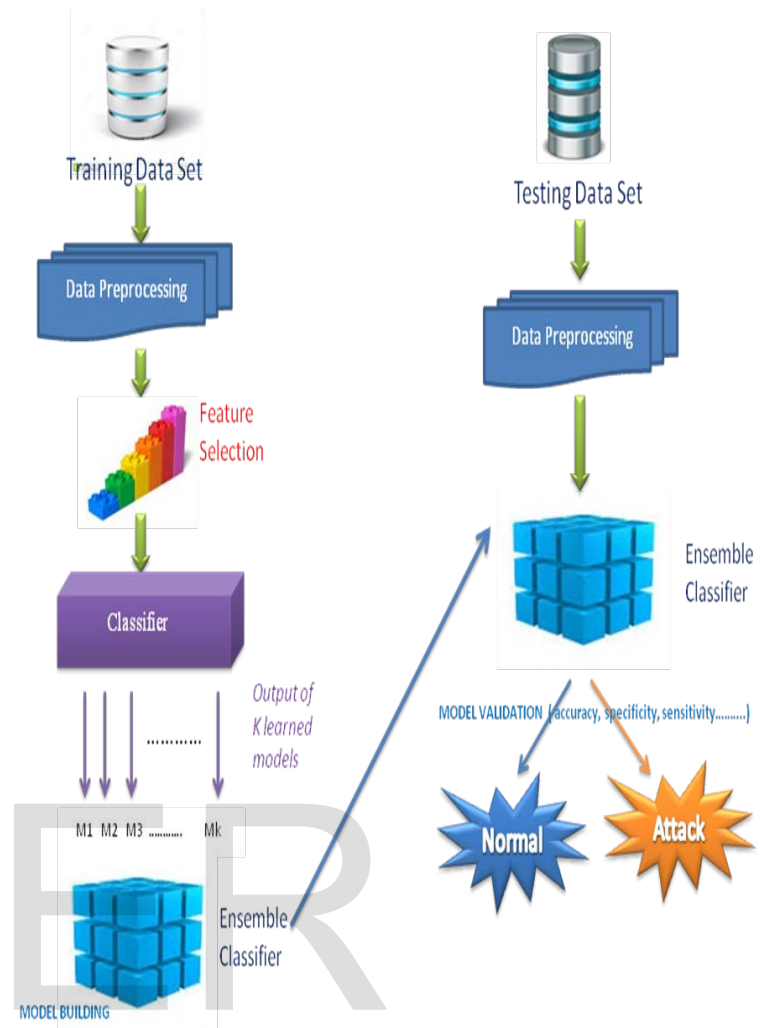 Training Data Set
Data Preprocessing
Feature
Selection
Classifier
Output of
K learned
models
…………
M1 M2 M3 ............ Mk
Ensemble
Classifier
MODEL BUILDING
Testing Data Set
Data Preprocessing
Ensemble
Classifier
MODEL VALIDATION ( accuracy, specificity, sensitivity.........)
Normal
Attack
ER